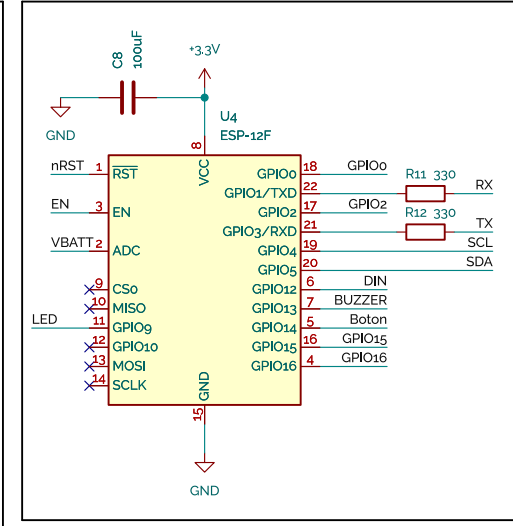 C8
100uF
+3.3V
GND
U4
ESP-12F
8
VCC
nRST 1 RST
EN 3 EN
VBATT 2 ADC
9 CS0
10 MISO
LED 11 GPIO9
12 GPIO10
13 MOSI
14 SCLK
GPIO0 18 GPIO0
GPIO1/TXD 22 R11 330 RX
GPIO2 17 GPIO2
GPIO3/RXD 21 R12 330 TX
GPIO4 19 SCL
GPIO5 20 SDA
GPIO12 6 DIN
GPIO13 7 BUZZER
GPIO14 5 Boton
GPIO15 16 GPIO15
GPIO16 4 GPIO16
GND
15
GND